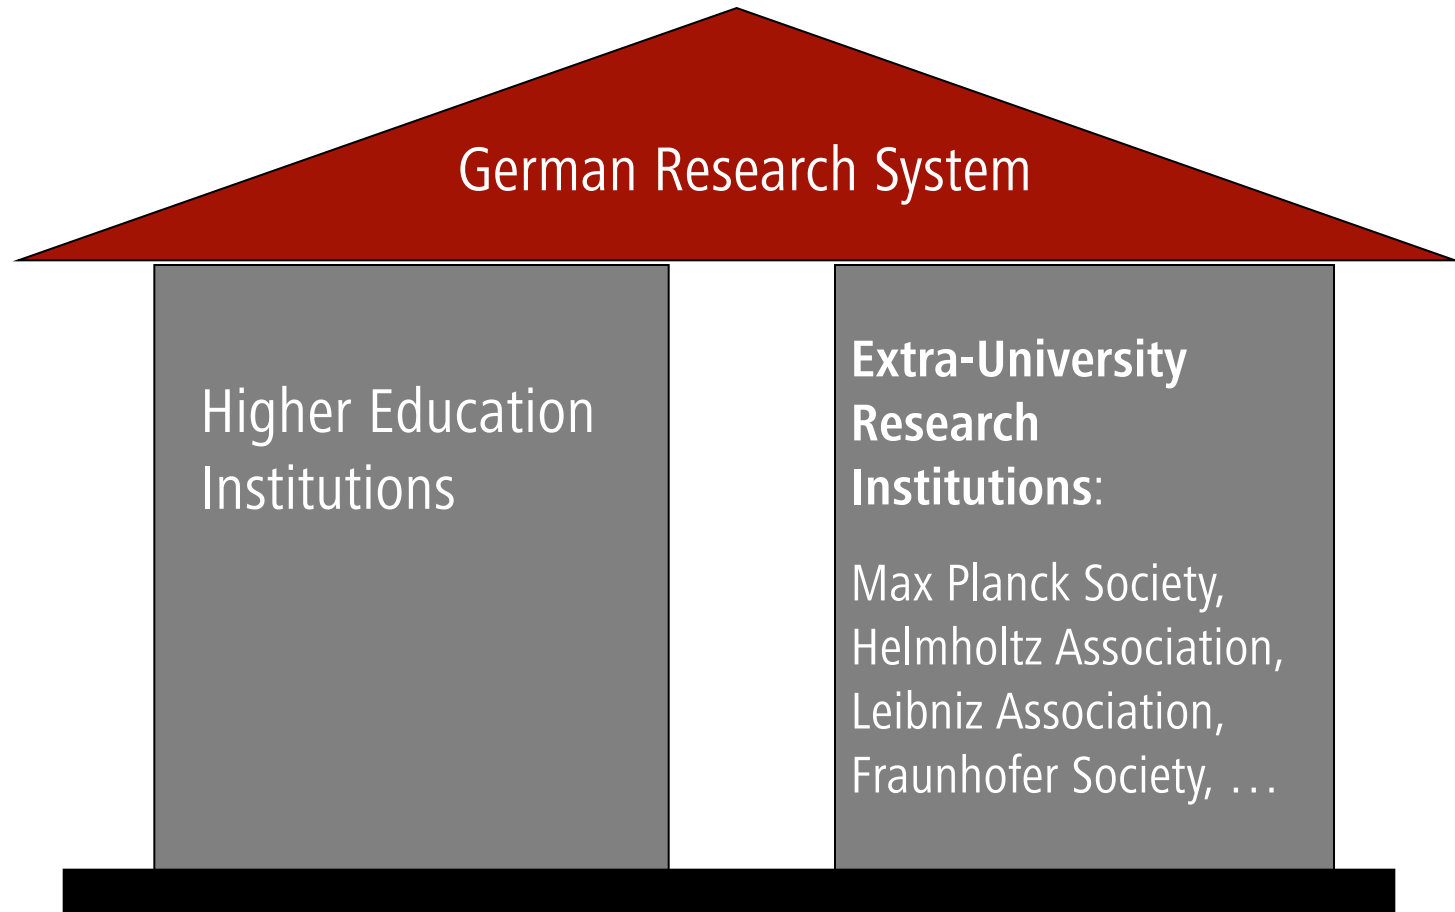 German Research System
Higher Education
Institutions
Extra-University
Research
Institutions:
Max Planck Society,
Helmholtz Association,
Leibniz Association,
Fraunhofer Society, …